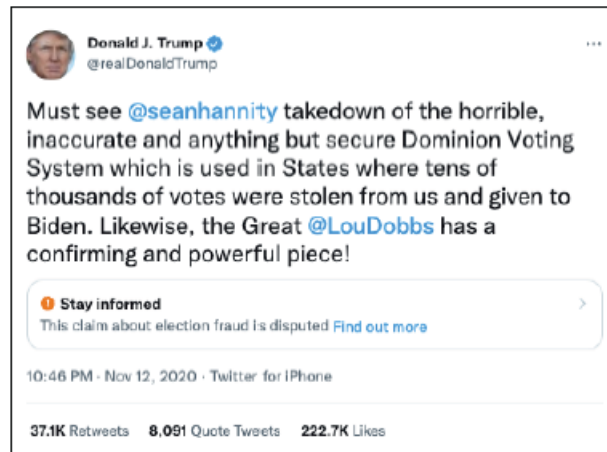 Donald J. Trump
@realDonaldTrump
Must see @seanhannity takedown of the horrible,
inaccurate and anything but secure Dominion Voting
System which is used in States where tens of
thousands of votes were stolen from us and given to
Biden. Likewise, the Great @LouDobbs has a
confirming and powerful piece!
Stay informed
This claim about election fraud is disputed Find out more
10:46 PM · Nov 12, 2020 · Twitter for iPhone
37.1K Retweets 8,091 Quote Tweets 222.7K Likes